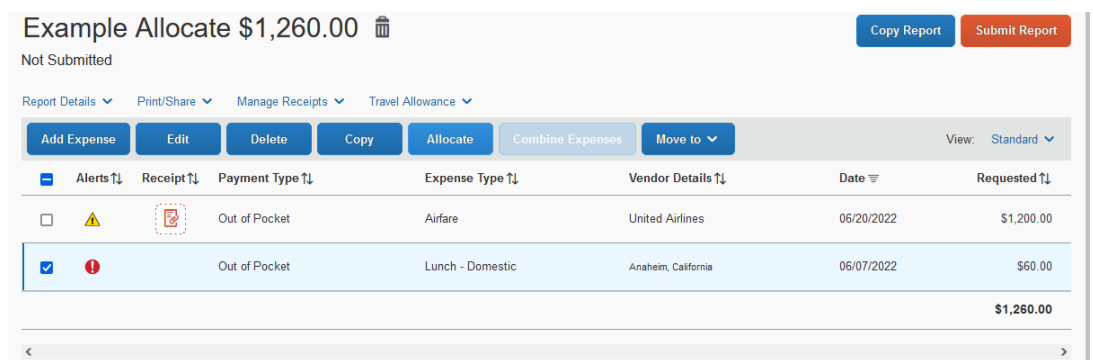 Example Allocate $1,260.00
Copy Report Submit Report
Not Submitted
Report Details Print/Share Manage Receipts Travel Allowance
Add Expense Edit Delete Copy Allocate Combine Expenses Move to View: Standard
Alerts Receipt Payment Type Expense Type Vendor Details Date Requested
Out of Pocket Airfare United Airlines 06/20/2022 $1,200.00
Out of Pocket Lunch - Domestic Anaheim, California 06/07/2022 $60.00
$1,260.00